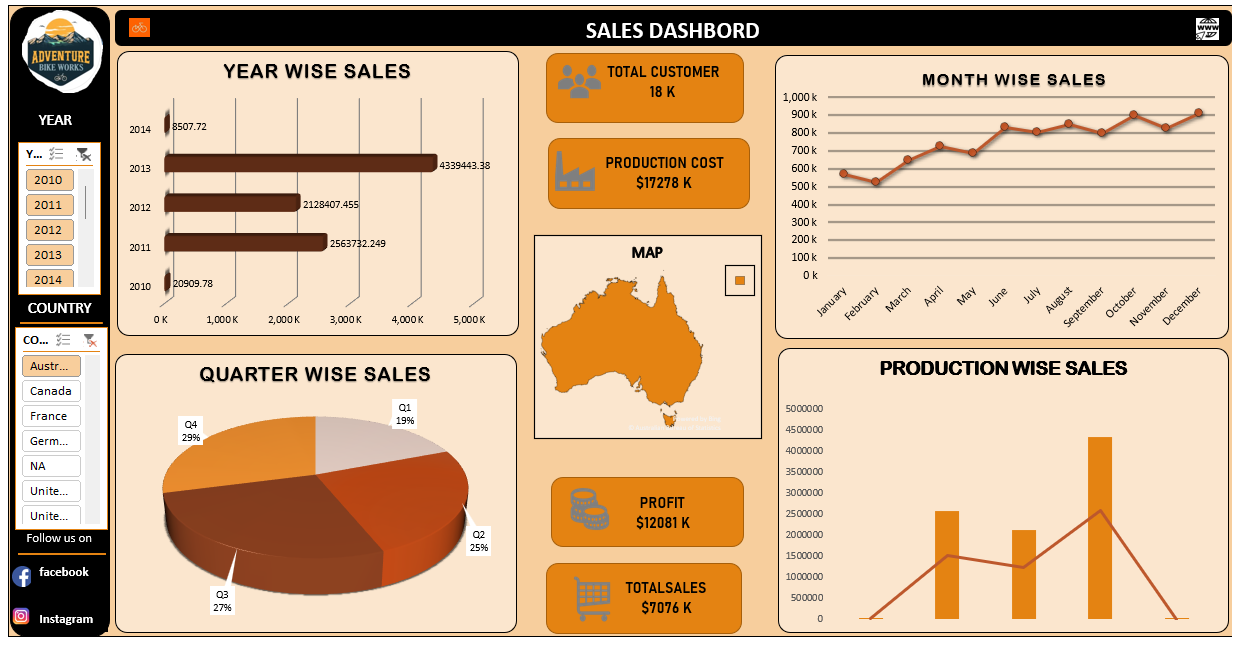 ADVENTURE
BIKE WORKS
SALES DASHBORD
WWW
YEAR
Y...
2010
2011
2012
2013
2014
COUNTRY
CO...
Austr...
Canada
France
Germ...
NA
Unite...
Unite...
Follow us on
facebook
Instagram
YEAR WISE SALES
2014
8507.72
2013
4339443.38
2012
2128407.455
2011
2563732.249
2010
20909.78
0 K 1,000 K 2,000 K 3,000 K 4,000 K 5,000 K
QUARTER WISE SALES
Q1
19%
Q4
29%
Q2
25%
Q3
27%
TOTAL CUSTOMER
18 K
PRODUCTION COST
$17278 K
MAP
PROFIT
$12081 K
TOTALSALES
$7076 K
MONTH WISE SALES
1,000 k
900 k
800 k
700 k
600 k
500 k
400 k
300 k
200 k
100 k
0 k
January February March April May June July August September October November December
PRODUCTION WISE SALES
5000000
4500000
4000000
3500000
3000000
2500000
2000000
1500000
1000000
500000
0